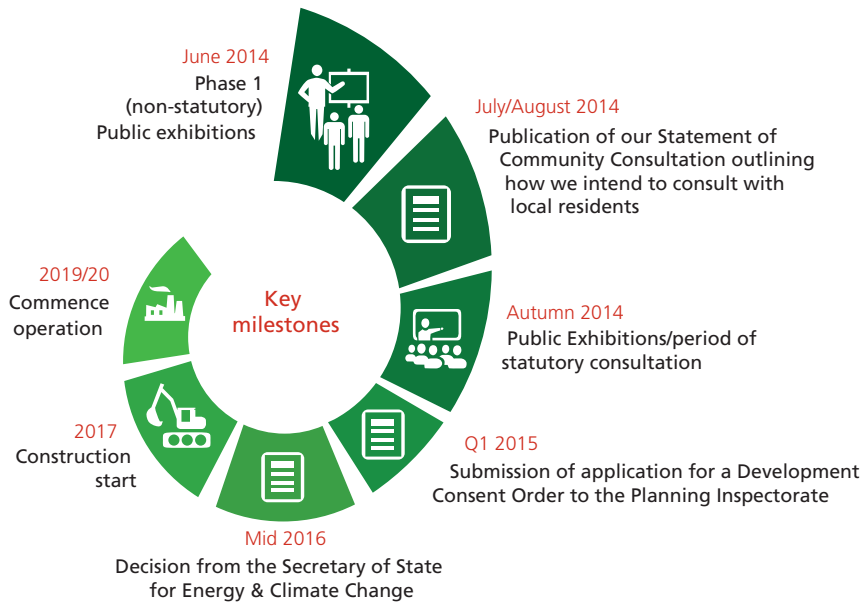 Key
milestones
June 2014
Phase 1
(non-statutory)
Public exhibitions
July/August 2014
Publication of our Statement of
Community Consultation outlining
how we intend to consult with
local residents
Autumn 2014
Public Exhibitions/period of
statutory consultation
Q1 2015
Submission of application for a Development
Consent Order to the Planning Inspectorate
Mid 2016
Decision from the Secretary of State
for Energy & Climate Change
2017
Construction
start
2019/20
Commence
operation